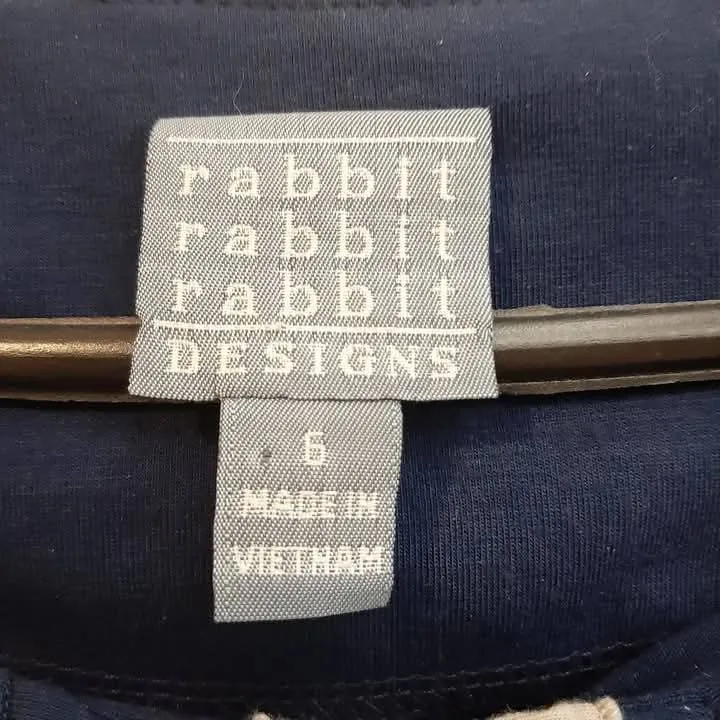 rabbit
rabbit
rabbit
DESIGNS
6
MADE IN
VIETNAM